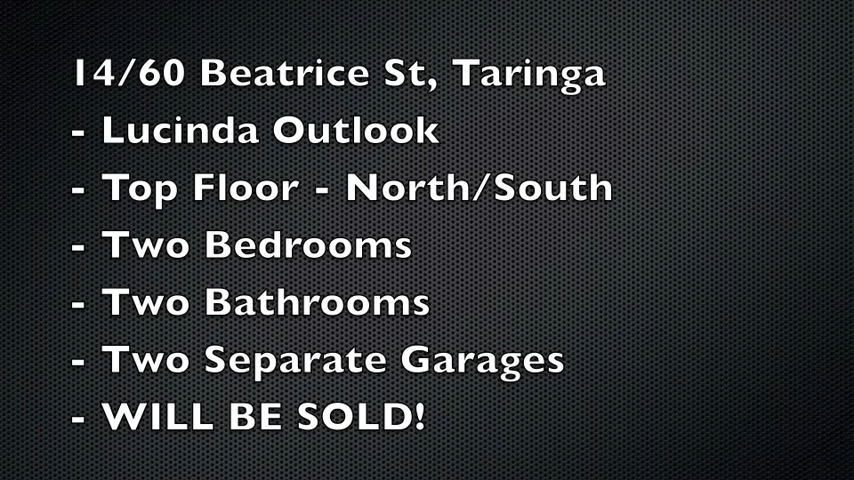 14/60 Beatrice St, Taringa
- Lucinda Outlook
- Top Floor - North/South
- Two Bedrooms
- Two Bathrooms
- Two Separate Garages
- WILL BE SOLD!